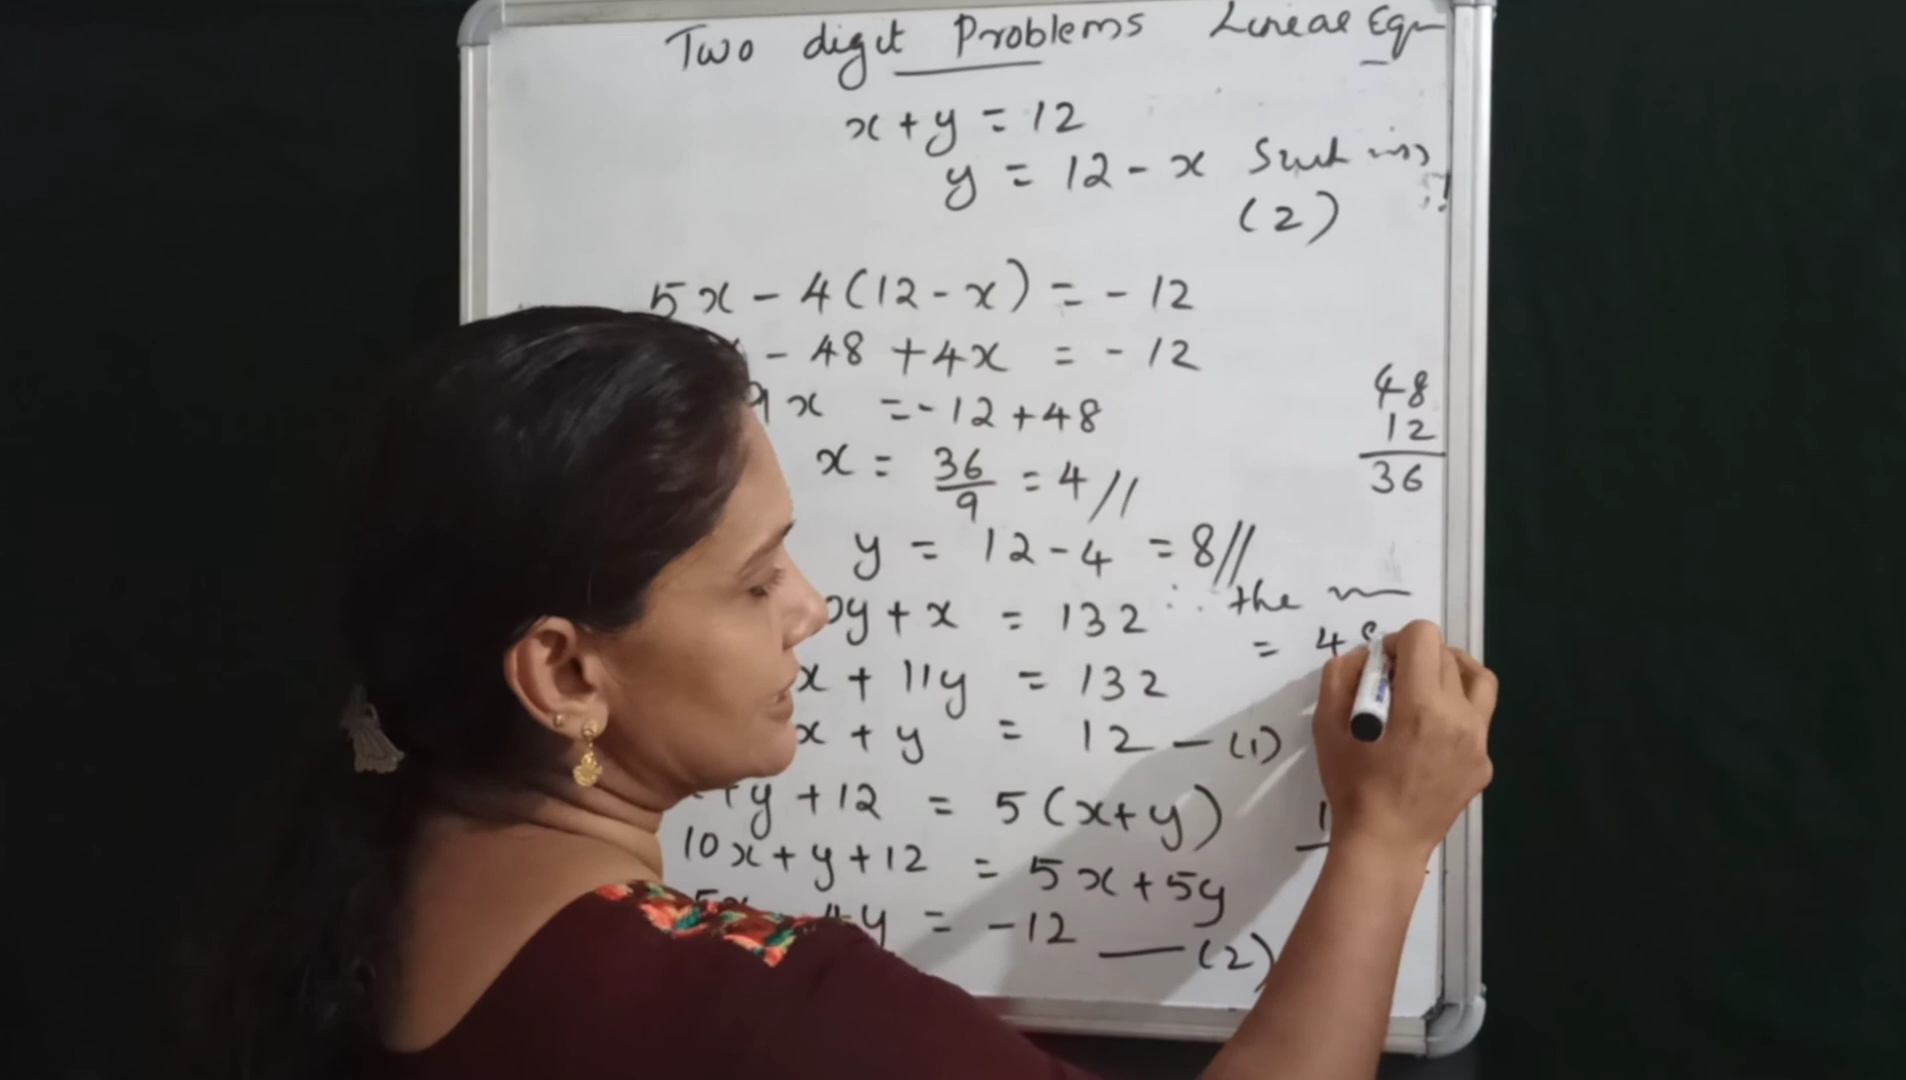 Two digit Problems Linear Eqn
x + y = 12
y = 12 - x
(2)
5x - 4(12 - x) = - 12
- 48 + 4x = - 12
9x = - 12 + 48
x = 36/9 = 4//
y = 12 - 4 = 8//
48
12
36
y + x = 132
x + 11y = 132
x + y = 12 — (1)
∴ the
= 48
+ y + 12 = 5(x + y)
10x + y + 12 = 5x + 5y
5x - 4y = -12 — (2)